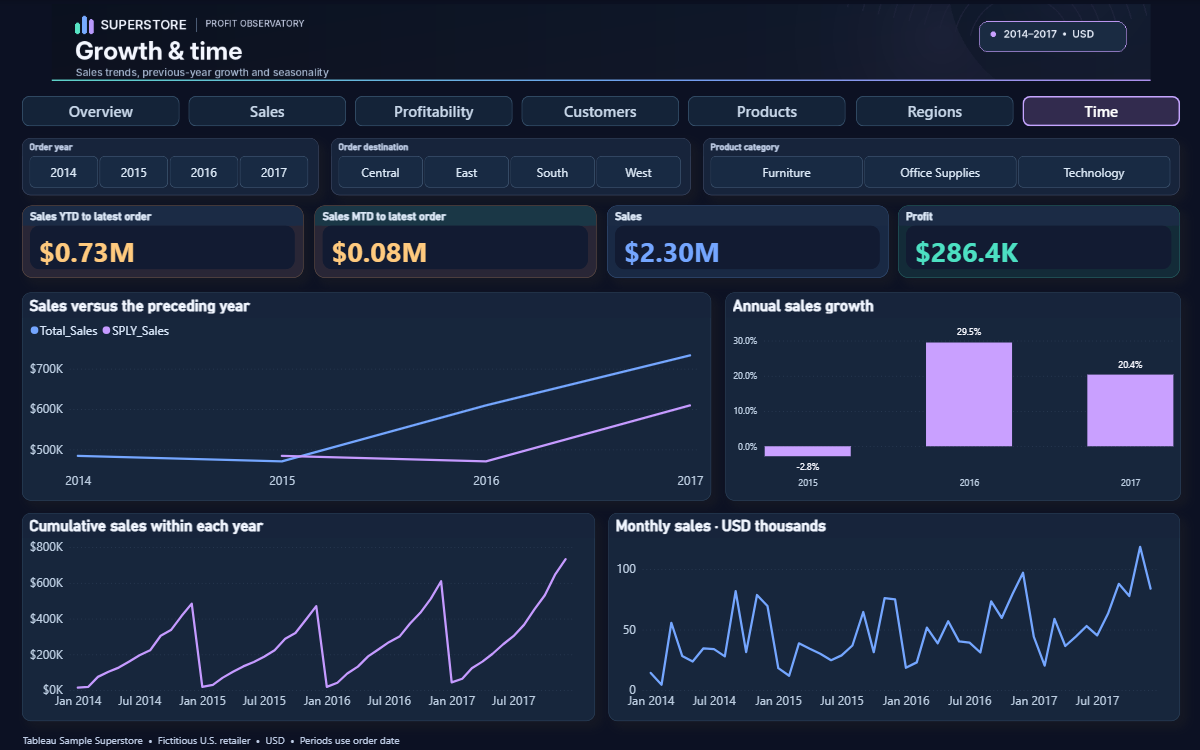 SUPERSTORE | PROFIT OBSERVATORY
Growth & time
Sales trends, previous-year growth and seasonality
2014–2017 • USD
Overview Sales Profitability Customers Products Regions Time
Order year
2014 2015 2016 2017
Order destination
Central East South West
Product category
Furniture Office Supplies Technology
Sales YTD to latest order
$0.73M
Sales MTD to latest order
$0.08M
Sales
$2.30M
Profit
$286.4K
Sales versus the preceding year
Total_Sales SPLY_Sales
$700K
$600K
$500K
2014 2015 2016 2017
Annual sales growth
30.0%
20.0%
10.0%
0.0%
-2.8%
29.5%
20.4%
2015 2016 2017
Cumulative sales within each year
$800K
$600K
$400K
$200K
$0K
Jan 2014 Jul 2014 Jan 2015 Jul 2015 Jan 2016 Jul 2016 Jan 2017 Jul 2017
Monthly sales · USD thousands
100
50
0
Jan 2014 Jul 2014 Jan 2015 Jul 2015 Jan 2016 Jul 2016 Jan 2017 Jul 2017
Tableau Sample Superstore • Fictitious U.S. retailer • USD • Periods use order date